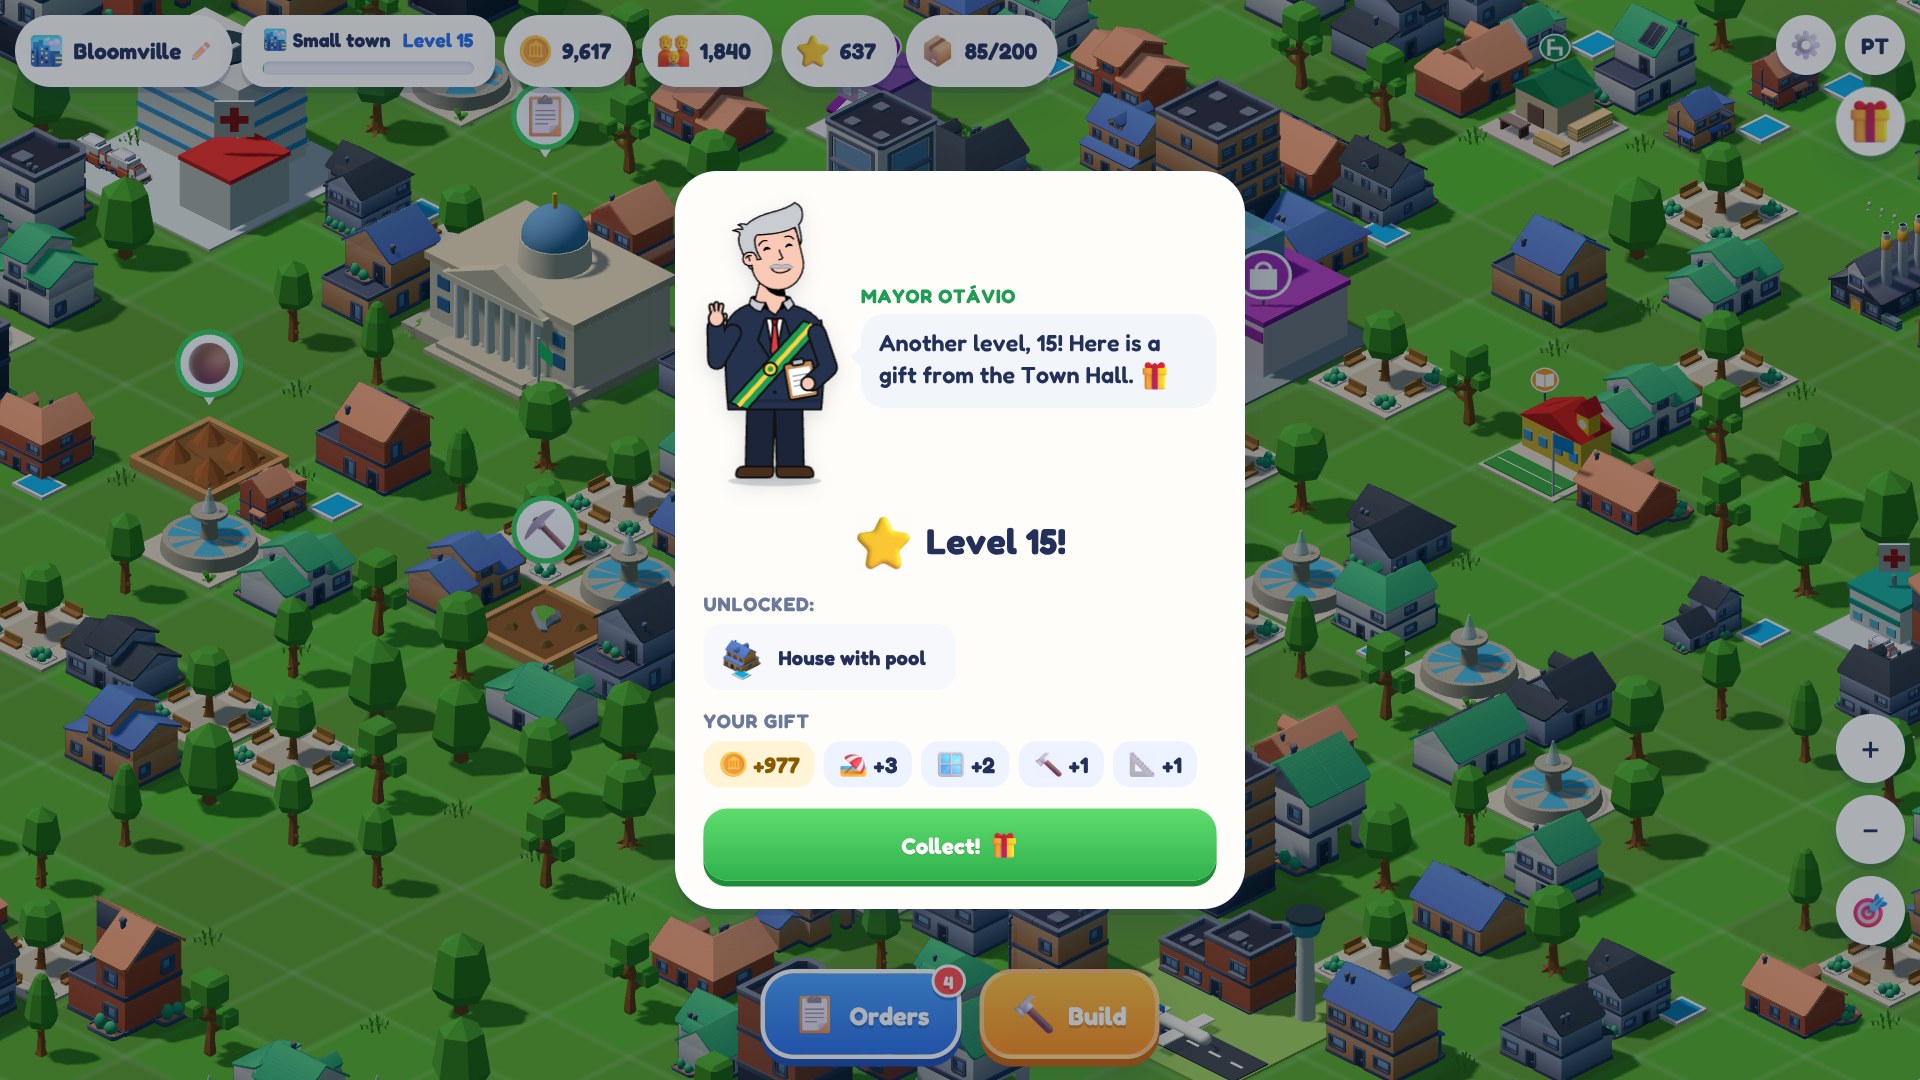 Bloomville
Small town Level 15
9,617
1,840
637
85/200
PT
MAYOR OTÁVIO
Another level, 15! Here is a
gift from the Town Hall.
Level 15!
UNLOCKED:
House with pool
YOUR GIFT
+977
+3
+2
+1
+1
Collect!
+
−
Orders
4
Build